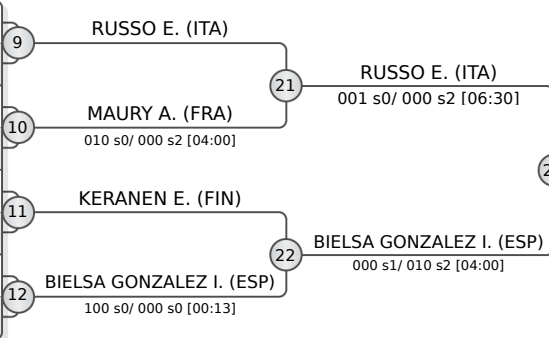 9
RUSSO E. (ITA)
21
RUSSO E. (ITA)
001 s0/ 000 s2 [06:30]
10
MAURY A. (FRA)
010 s0/ 000 s2 [04:00]
11
KERANEN E. (FIN)
22
BIELSA GONZALEZ I. (ESP)
000 s1/ 010 s2 [04:00]
12
BIELSA GONZALEZ I. (ESP)
100 s0/ 000 s0 [00:13]